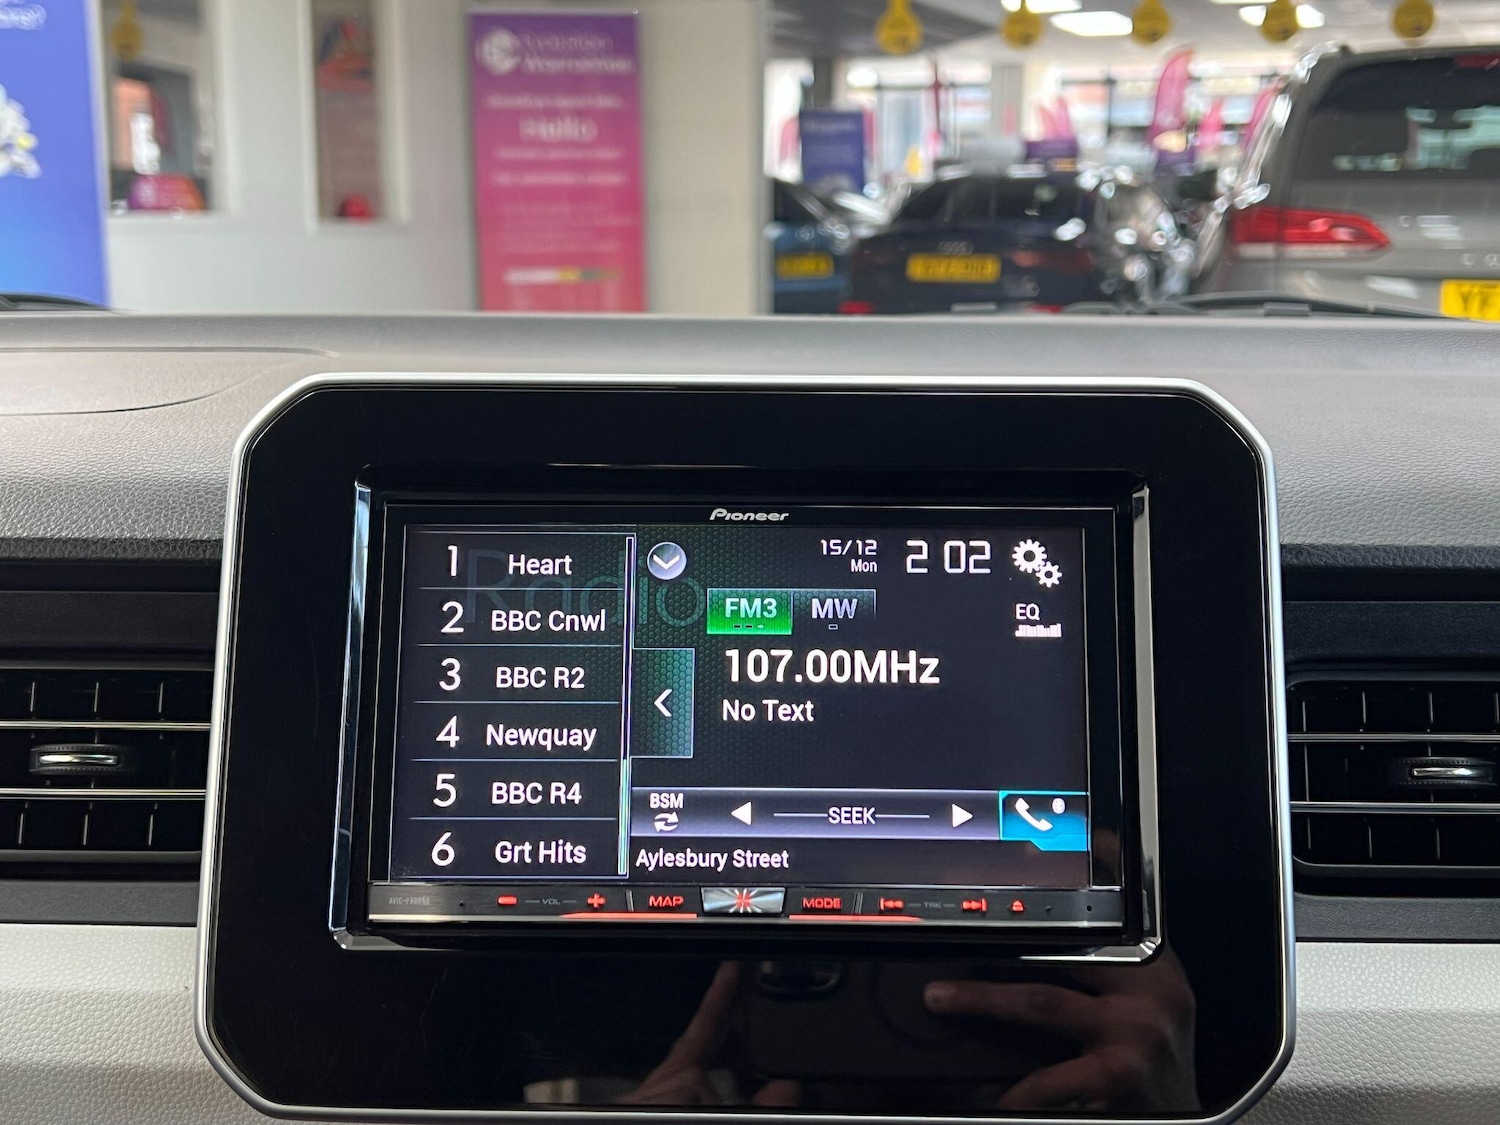 Hello
Pioneer
1 Heart
2 BBC Cnwl
3 BBC R2
4 Newquay
5 BBC R4
6 Grt Hits
Radio
15/12
Mon
2 02
FM3
MW
EQ
107.00MHz
No Text
BSM
SEEK
Aylesbury Street
VOL
MAP
MODE
TRK